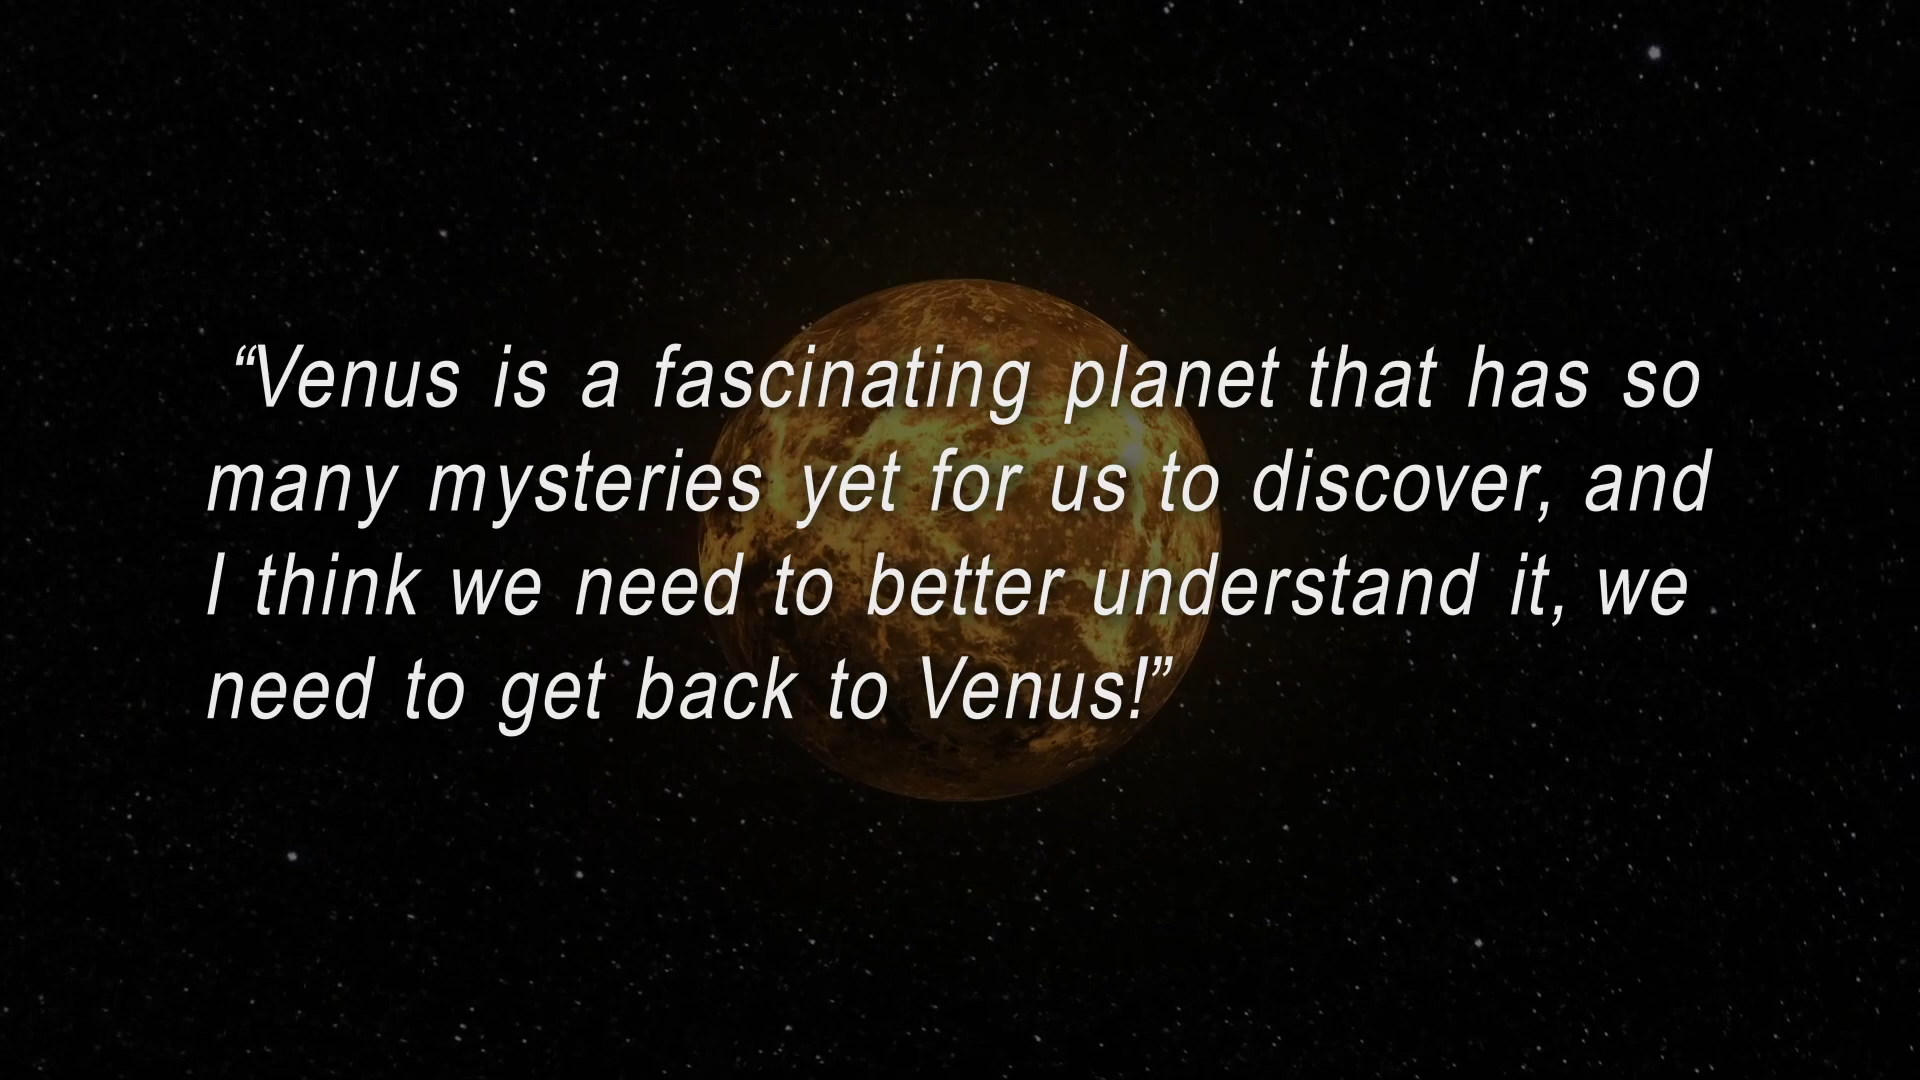 “Venus is a fascinating planet that has so
many mysteries yet for us to discover, and
I think we need to better understand it, we
need to get back to Venus!”